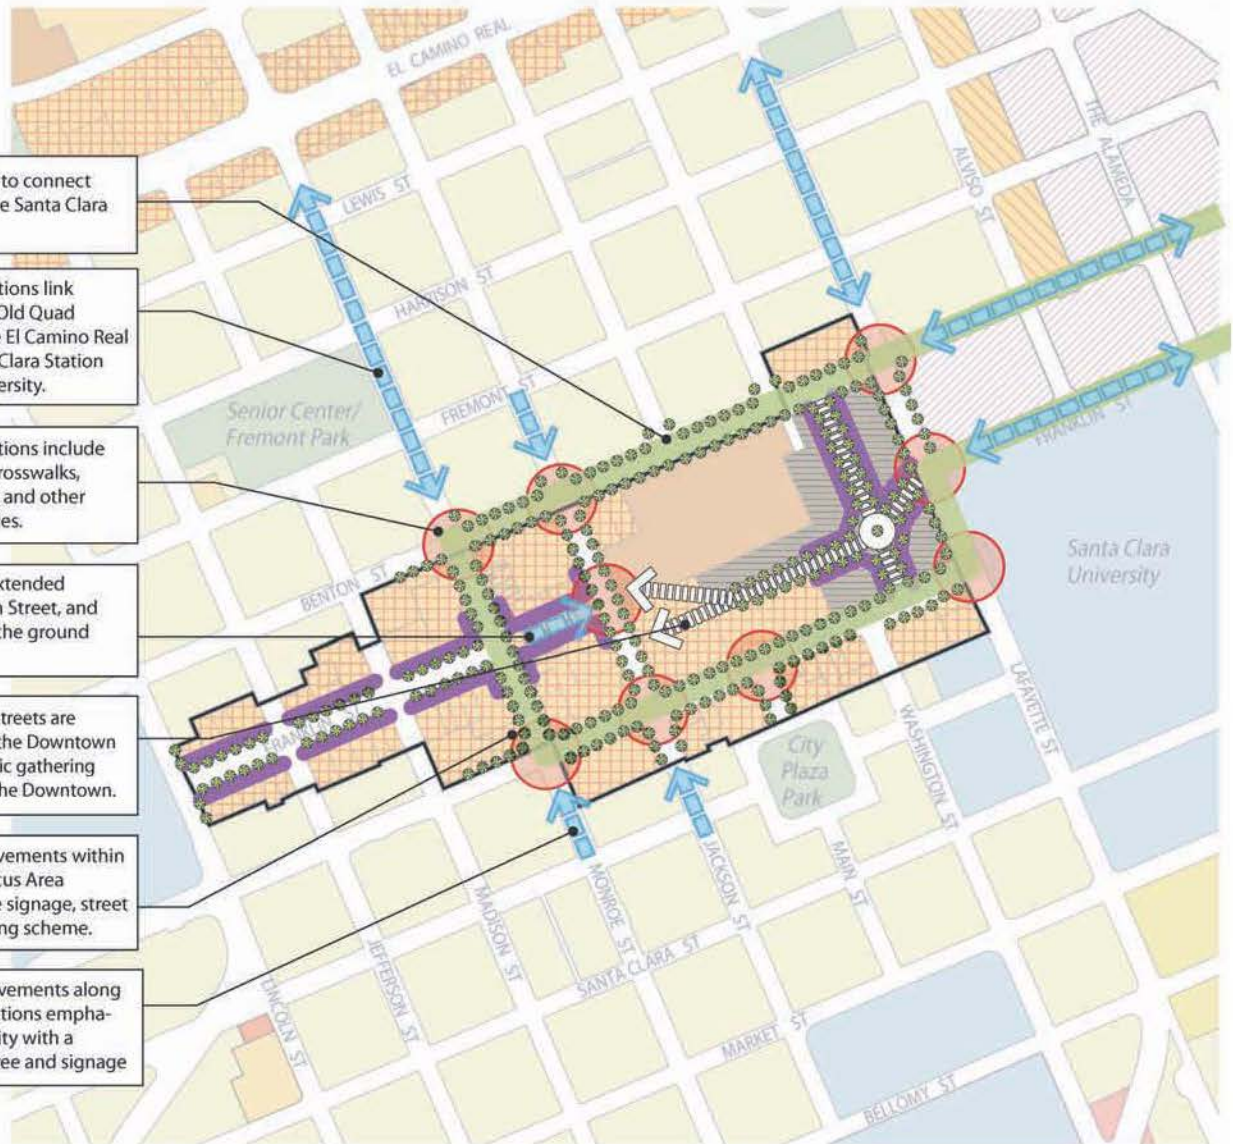 to connect
e Santa Clara
tions link
Old Quad
e El Camino Real
Clara Station
ersity.
tions include
rosswalks,
and other
es.
xtended
n Street, and
the ground
treets are
the Downtown
ic gathering
the Downtown.
vements within
cus Area
e signage, street
ng scheme.
vements along
tions empha-
ity with a
ree and signage
EL CAMINO REAL
LEWIS ST
HARRISON ST
FREMONT ST
Senior Center/
Fremont Park
BENTON ST
FRANKLIN
ALVISO ST
THE ALAMEDA
FRANKLIN ST
Santa Clara
University
City
Plaza
Park
LAFAYETTE ST
WASHINGTON ST
MAIN ST
JACKSON ST
MONROE ST
MADISON ST
JEFFERSON ST
LINCOLN ST
SANTA CLARA ST
MARKET ST
BELLOMY ST